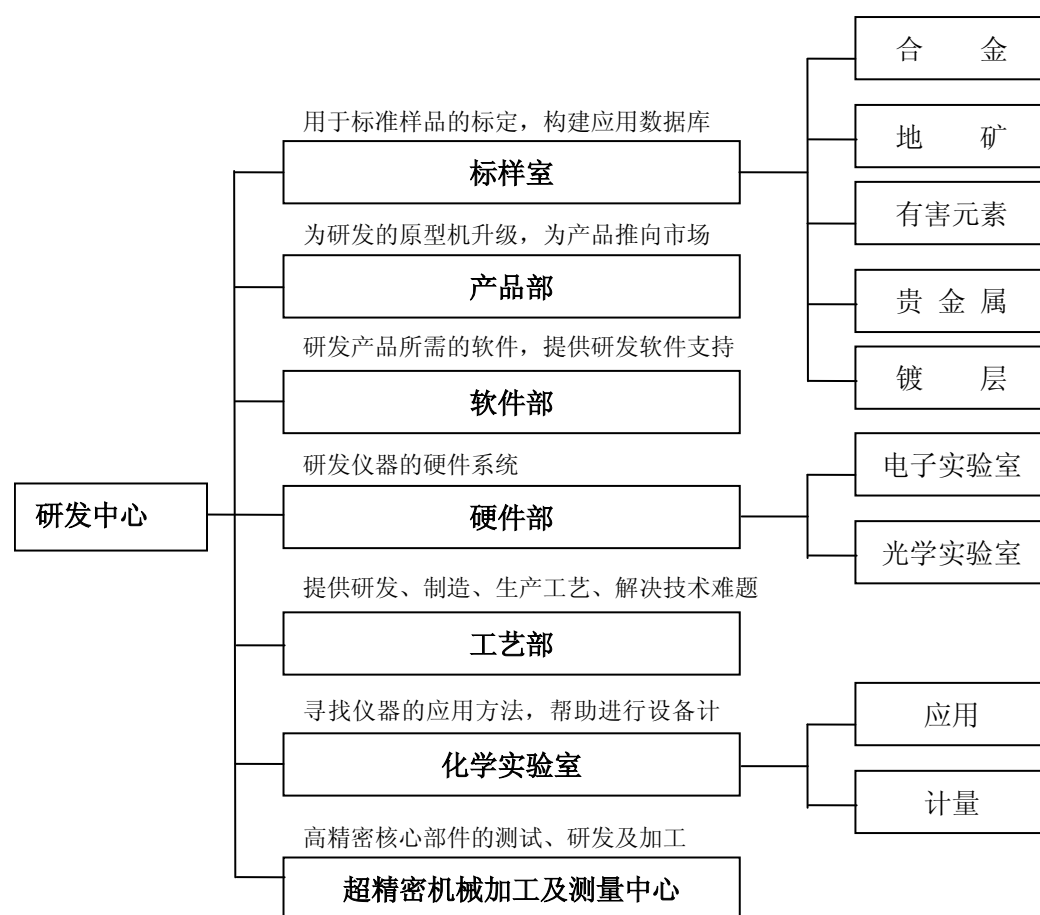 合 金
用于标准样品的标定，构建应用数据库
地 矿
标样室
有害元素
为研发的原型机升级，为产品推向市场
产品部
贵 金 属
研发产品所需的软件，提供研发软件支持
镀 层
软件部
研发仪器的硬件系统
电子实验室
研发中心
硬件部
光学实验室
提供研发、制造、生产工艺、解决技术难题
工艺部
寻找仪器的应用方法，帮助进行设备计
应用
化学实验室
计量
高精密核心部件的测试、研发及加工
超精密机械加工及测量中心